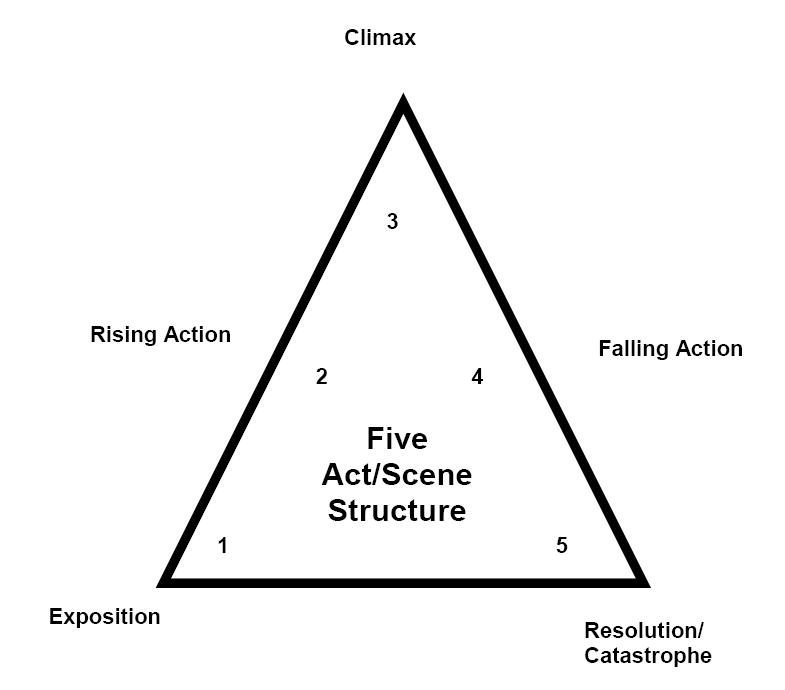 Climax
3
Rising Action
Falling Action
2
4
Five
Act/Scene
Structure
1
5
Exposition
Resolution/
Catastrophe